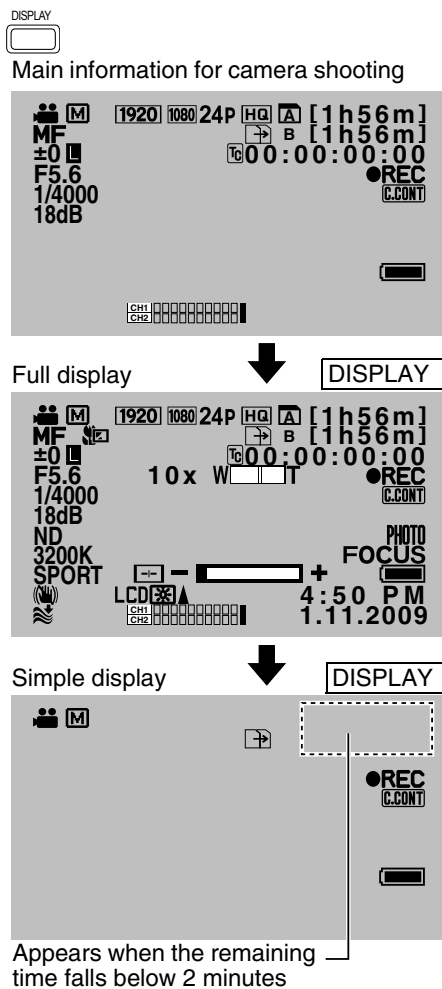 DISPLAY
Main information for camera shooting
M 1920 1080 24P HQ A [1h56m]
MF B [1h56m]
±0 L TC 00:00:00:00
F5.6 ●REC
1/4000 C.CONT
18dB
CH1
CH2
Full display DISPLAY
M 1920 1080 24P HQ A [1h56m]
MF B [1h56m]
±0 L TC 00:00:00:00
F5.6 10x W T ●REC
1/4000 C.CONT
18dB
ND PHOTO
3200K FOCUS
SPORT − +
LCD 4:50 PM
CH1 1.11.2009
CH2
Simple display DISPLAY
M
●REC
C.CONT
Appears when the remaining
time falls below 2 minutes